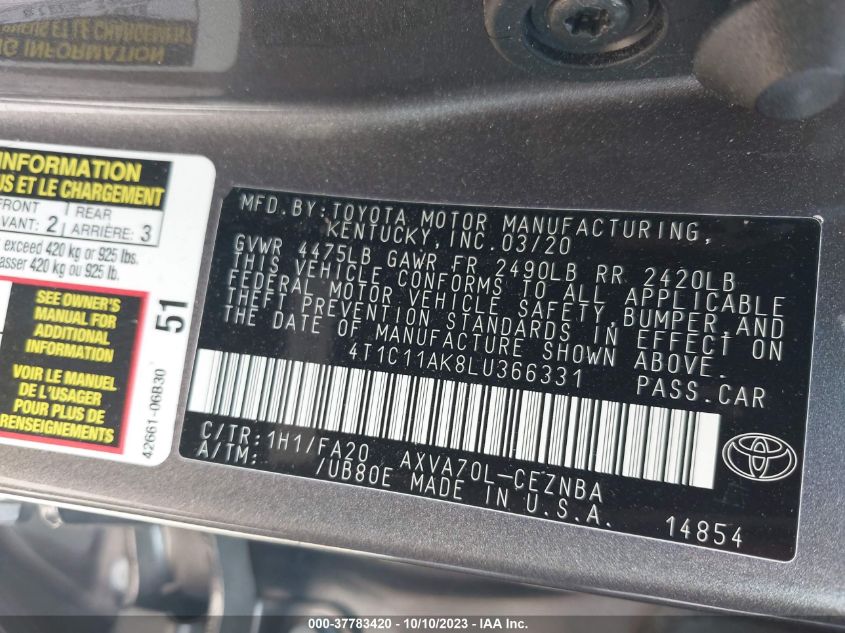 NG INFORMATION
INFORMATION
US ET LE CHARGEMENT
FRONT
AVANT: 2
REAR
ARRIÈRE: 3
exceed 420 kg or 925 lbs.
asser 420 kg ou 925 lb.
SEE OWNER'S
MANUAL FOR
ADDITIONAL
INFORMATION
VOIR LE MANUEL
DE L'USAGER
POUR PLUS DE
RENSEIGNEMENTS
51
42661-06B30
MFD. BY: TOYOTA MOTOR MANUFACTURING,
KENTUCKY, INC. 03/20
GVWR 4475LB GAWR FR 2490LB RR 2420LB
THIS VEHICLE CONFORMS TO ALL APPLICABLE
FEDERAL MOTOR VEHICLE SAFETY, BUMPER, AND
THEFT PREVENTION STANDARDS IN EFFECT ON
THE DATE OF MANUFACTURE SHOWN ABOVE.
4T1C11AK8LU366331 PASS. CAR
C/TR: 1H1/FA20 AXVA70L-CEZNBA
A/TM: /UB80E MADE IN U.S.A.
14854
000-37783420 - 10/10/2023 - IAA Inc.